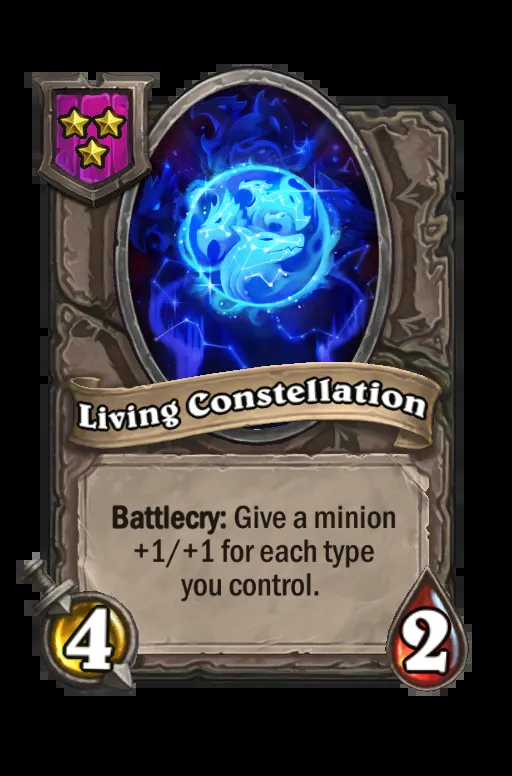 Living Constellation
Battlecry: Give a minion
+1/+1 for each type
you control.
4
2